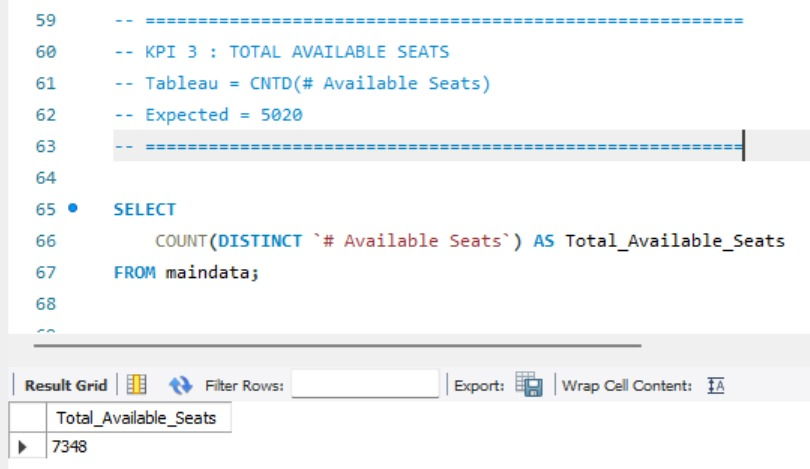 59 -- =========================================================
60 -- KPI 3 : TOTAL AVAILABLE SEATS
61 -- Tableau = CNTD(# Available Seats)
62 -- Expected = 5020
63 -- =========================================================
64
65 SELECT
66 COUNT(DISTINCT `# Available Seats`) AS Total_Available_Seats
67 FROM maindata;
68
Result Grid Filter Rows: Export: Wrap Cell Content:
Total_Available_Seats
7348